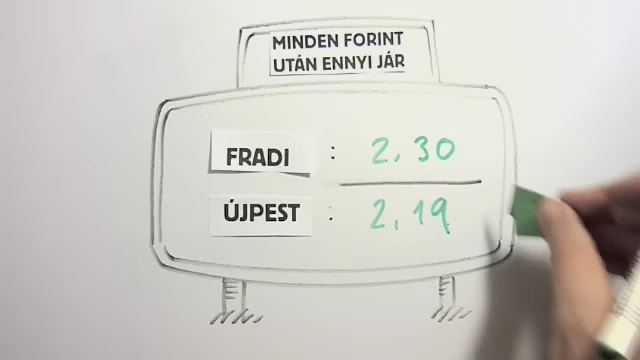 MINDEN FORINT
UTÁN ENNYI JÁR
FRADI : 2.30
ÚJPEST : 2.19